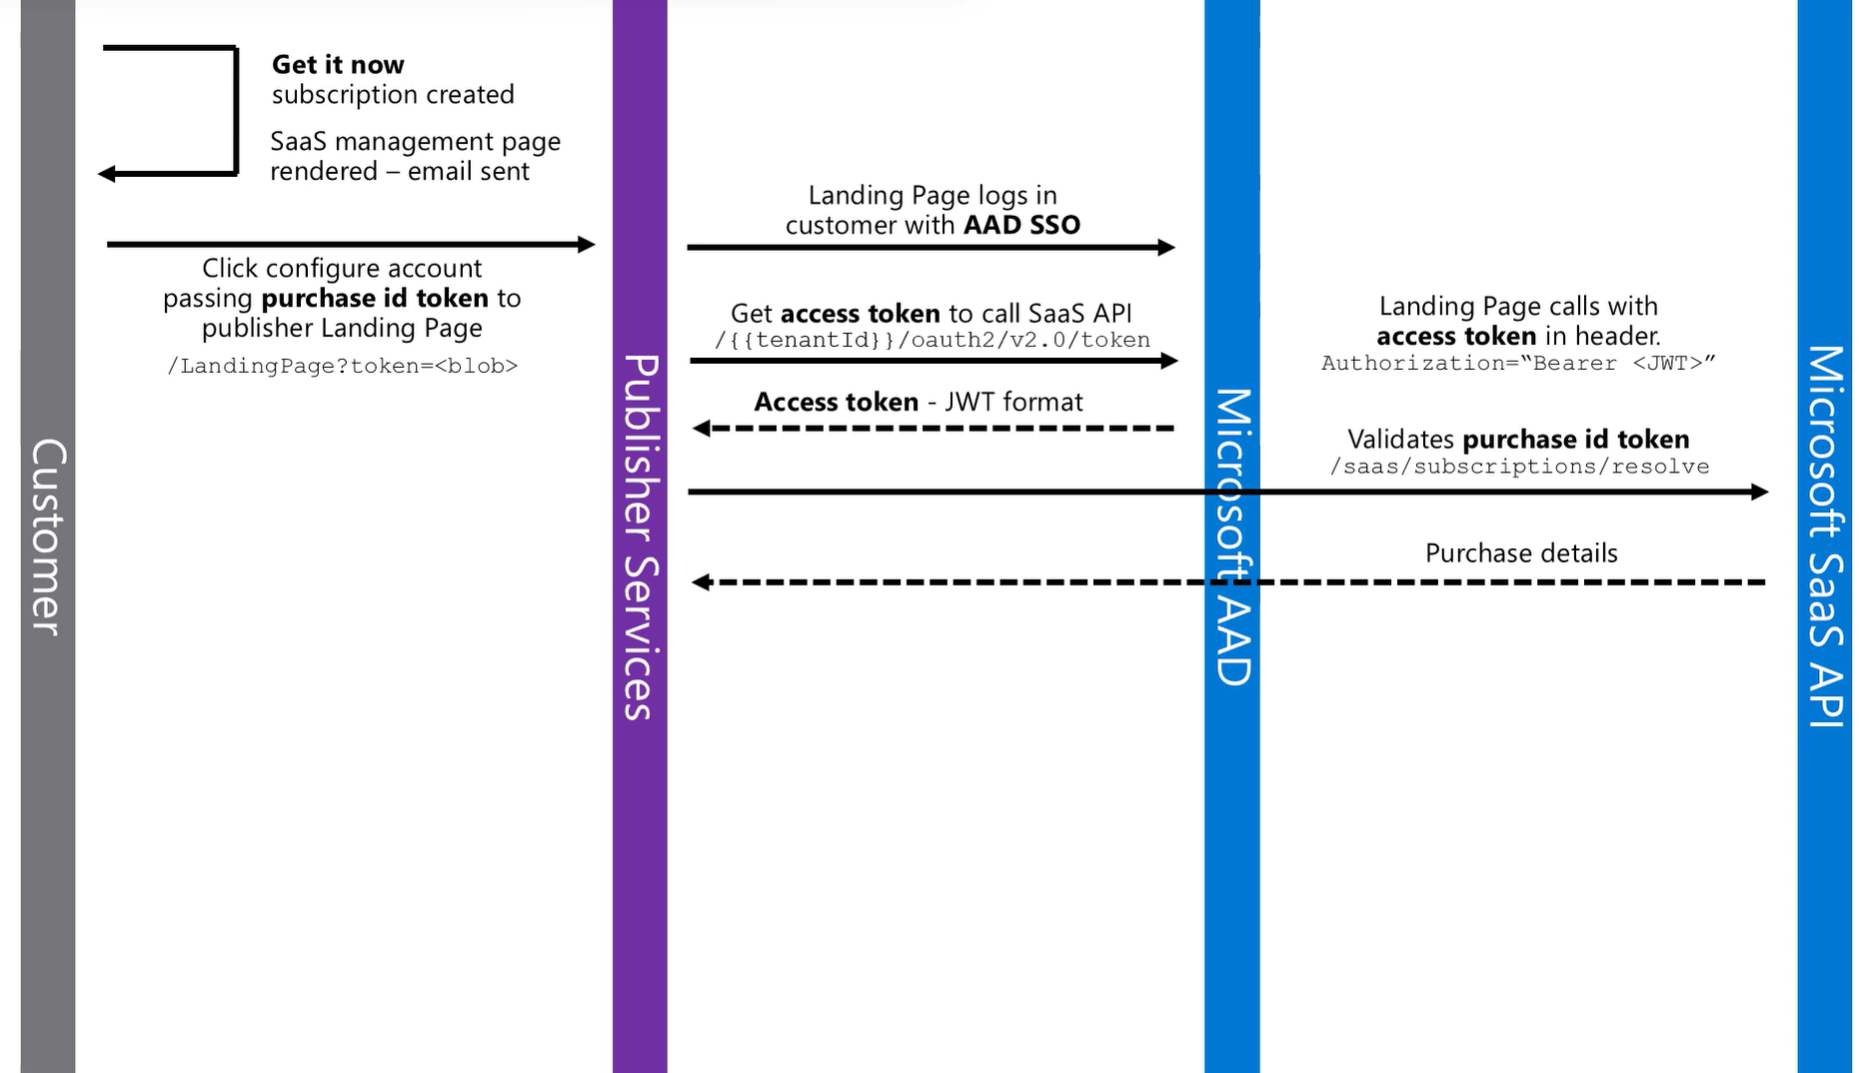 Get it now
subscription created
SaaS management page
rendered – email sent
Click configure account
passing purchase id token to
publisher Landing Page
/LandingPage?token=<blob>
Landing Page logs in
customer with AAD SSO
Get access token to call SaaS API
/{{tenantId}}/oauth2/v2.0/token
Access token - JWT format
Landing Page calls with
access token in header.
Authorization=“Bearer <JWT>”
Validates purchase id token
/saas/subscriptions/resolve
Purchase details
Customer
Publisher Services
Microsoft AAD
Microsoft SaaS API